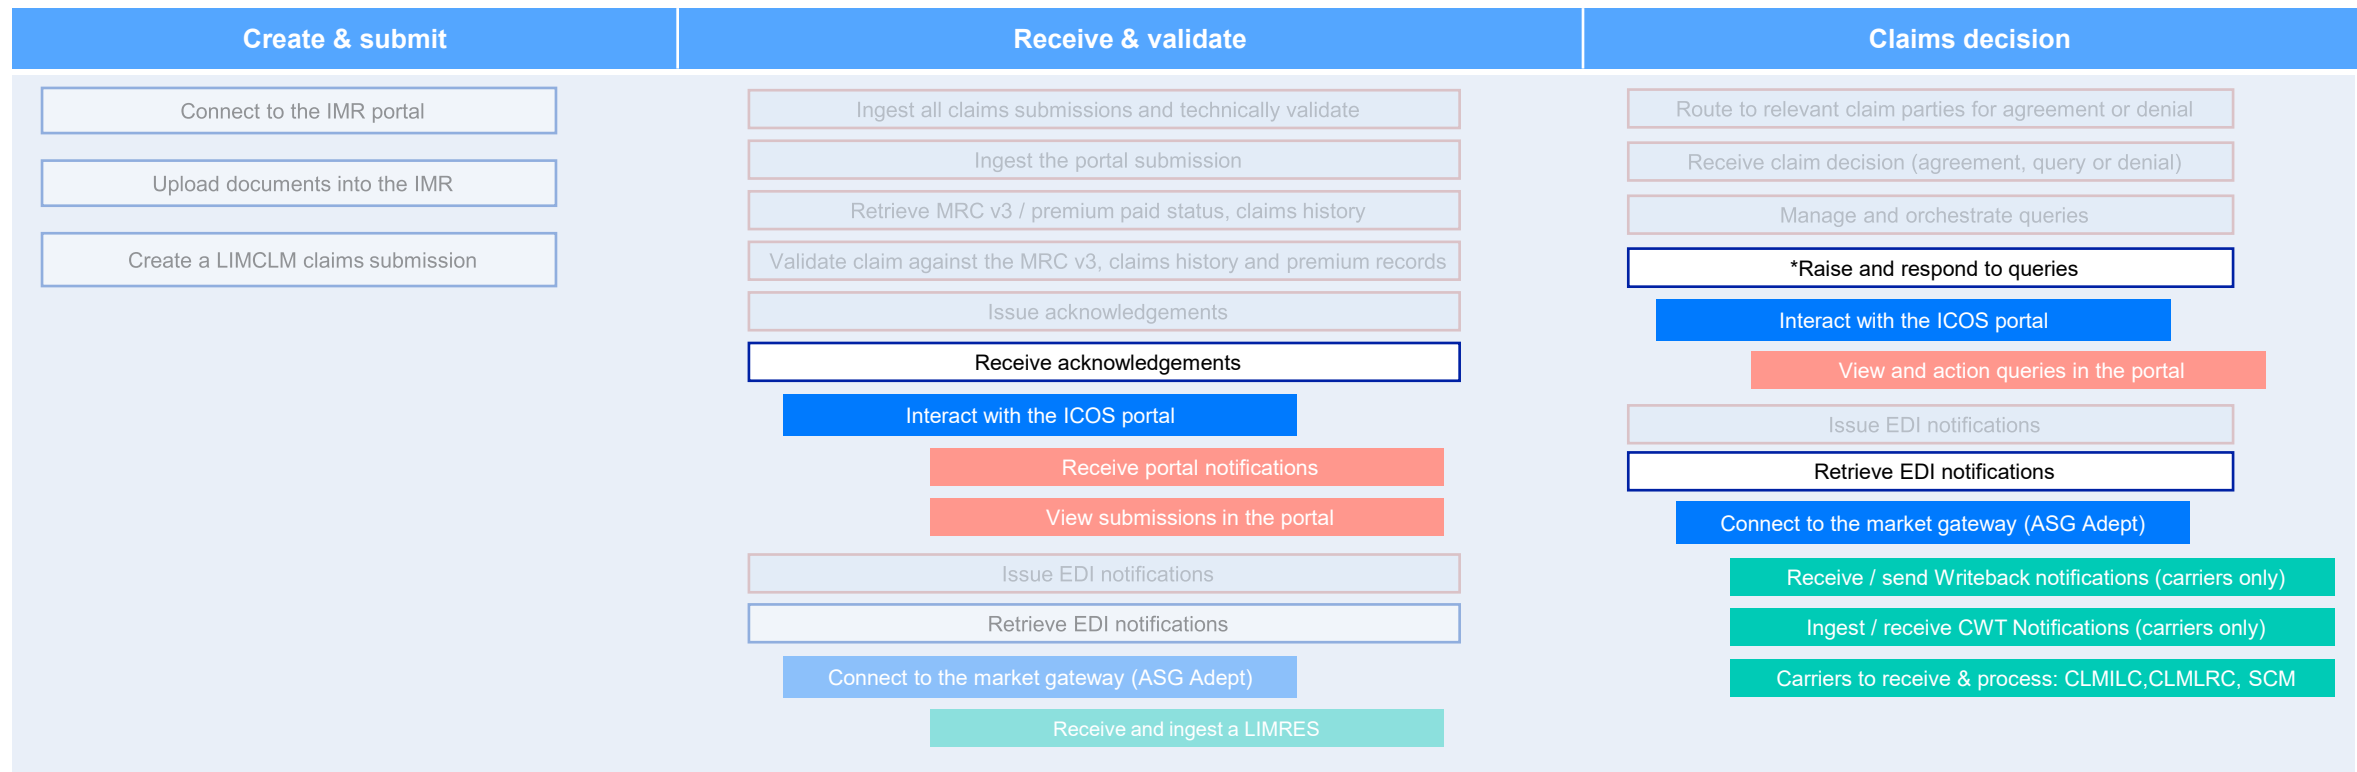 Create & submit
Connect to the IMR portal
Upload documents into the IMR
Create a LIMCLM claims submission
Receive & validate
Ingest all claims submissions and technically validate
Ingest the portal submission
Retrieve MRC v3 / premium paid status, claims history
Validate claim against the MRC v3, claims history and premium records
Issue acknowledgements
Receive acknowledgements
Interact with the ICOS portal
Receive portal notifications
View submissions in the portal
Issue EDI notifications
Retrieve EDI notifications
Connect to the market gateway (ASG Adept)
Receive and ingest a LIMRES
Claims decision
Route to relevant claim parties for agreement or denial
Receive claim decision (agreement, query or denial)
Manage and orchestrate queries
*Raise and respond to queries
Interact with the ICOS portal
View and action queries in the portal
Issue EDI notifications
Retrieve EDI notifications
Connect to the market gateway (ASG Adept)
Receive / send Writeback notifications (carriers only)
Ingest / receive CWT Notifications (carriers only)
Carriers to receive & process: CLMILC,CLMLRC, SCM